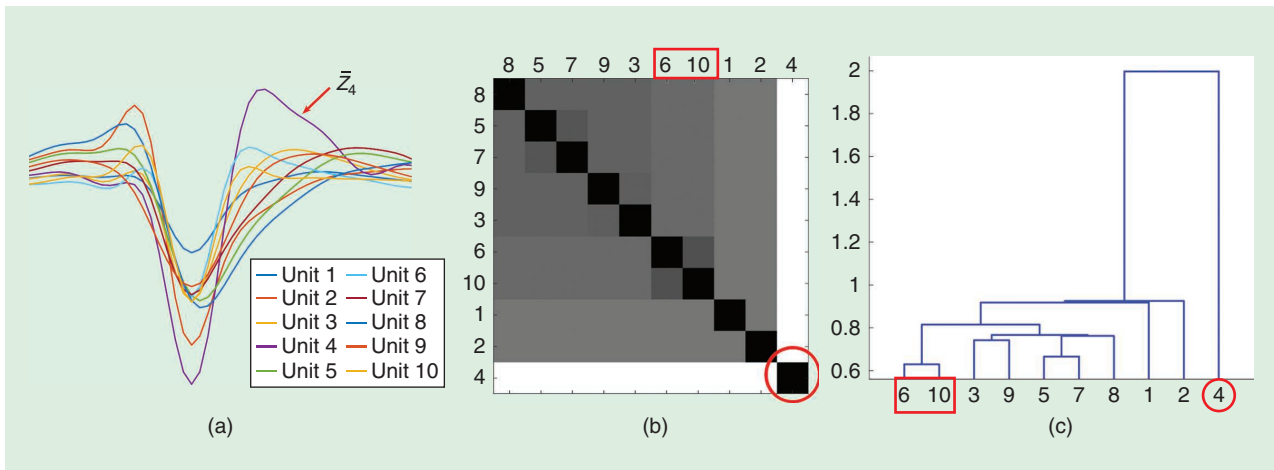 Z̄4
Unit 1 Unit 6
Unit 2 Unit 7
Unit 3 Unit 8
Unit 4 Unit 9
Unit 5 Unit 10
(a)
8 5 7 9 3 6 10 1 2 4
8
5
7
9
3
6
10
1
2
4
(b)
2
1.8
1.6
1.4
1.2
1
0.8
0.6
6 10 3 9 5 7 8 1 2 4
(c)